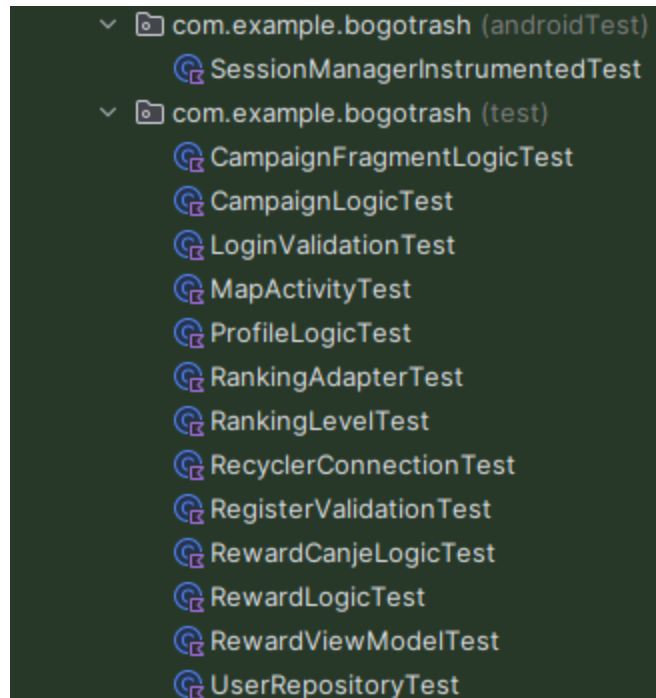 com.example.bogotrash (androidTest)
SessionManagerInstrumentedTest
com.example.bogotrash (test)
CampaignFragmentLogicTest
CampaignLogicTest
LoginValidationTest
MapActivityTest
ProfileLogicTest
RankingAdapterTest
RankingLevelTest
RecyclerConnectionTest
RegisterValidationTest
RewardCanjeLogicTest
RewardLogicTest
RewardViewModelTest
UserRepositoryTest